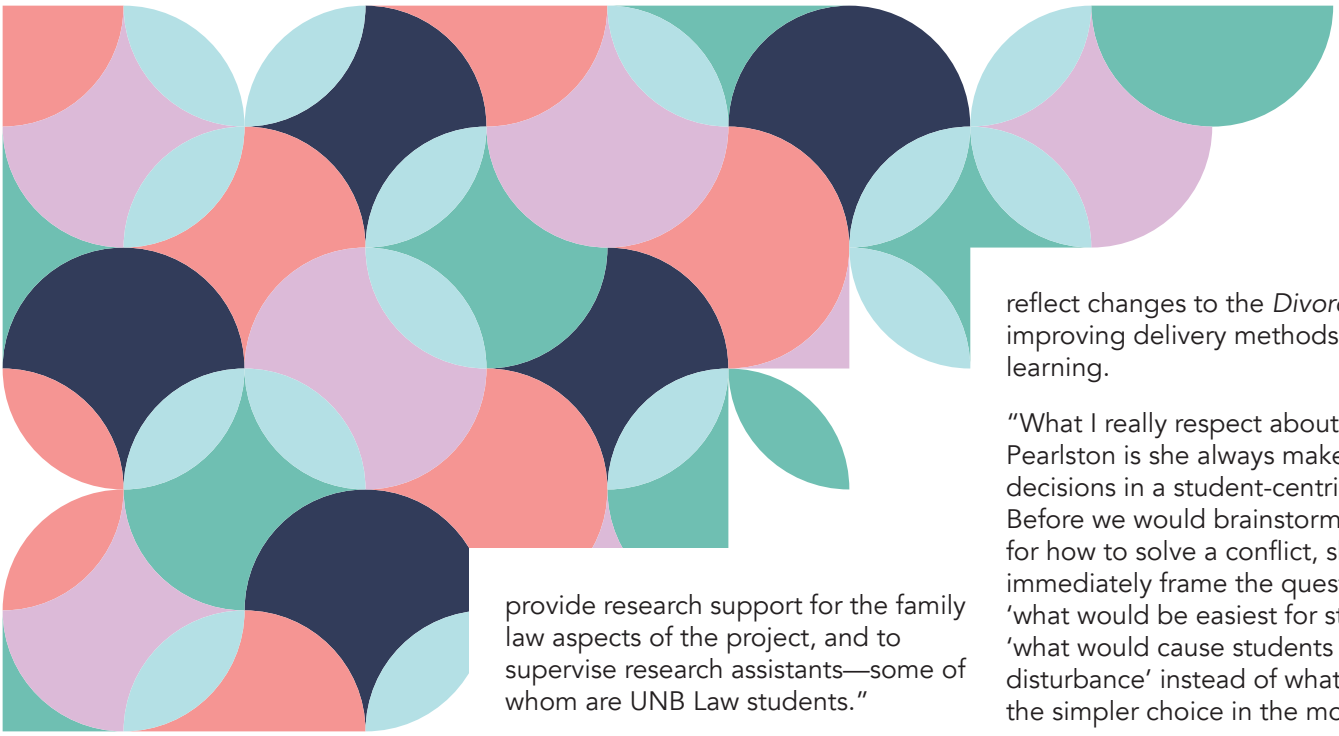 provide research support for the family
law aspects of the project, and to
supervise research assistants—some of
whom are UNB Law students.”
reflect changes to the
improving delivery methods
learning.
“What I really respect about
Pearlston is she always
decisions in a
Before we would brainstorm
for how to solve a conflict,
immediately frame the
‘what would be easiest for
‘what would cause students
disturbance’ instead of what
the simpler choice in the